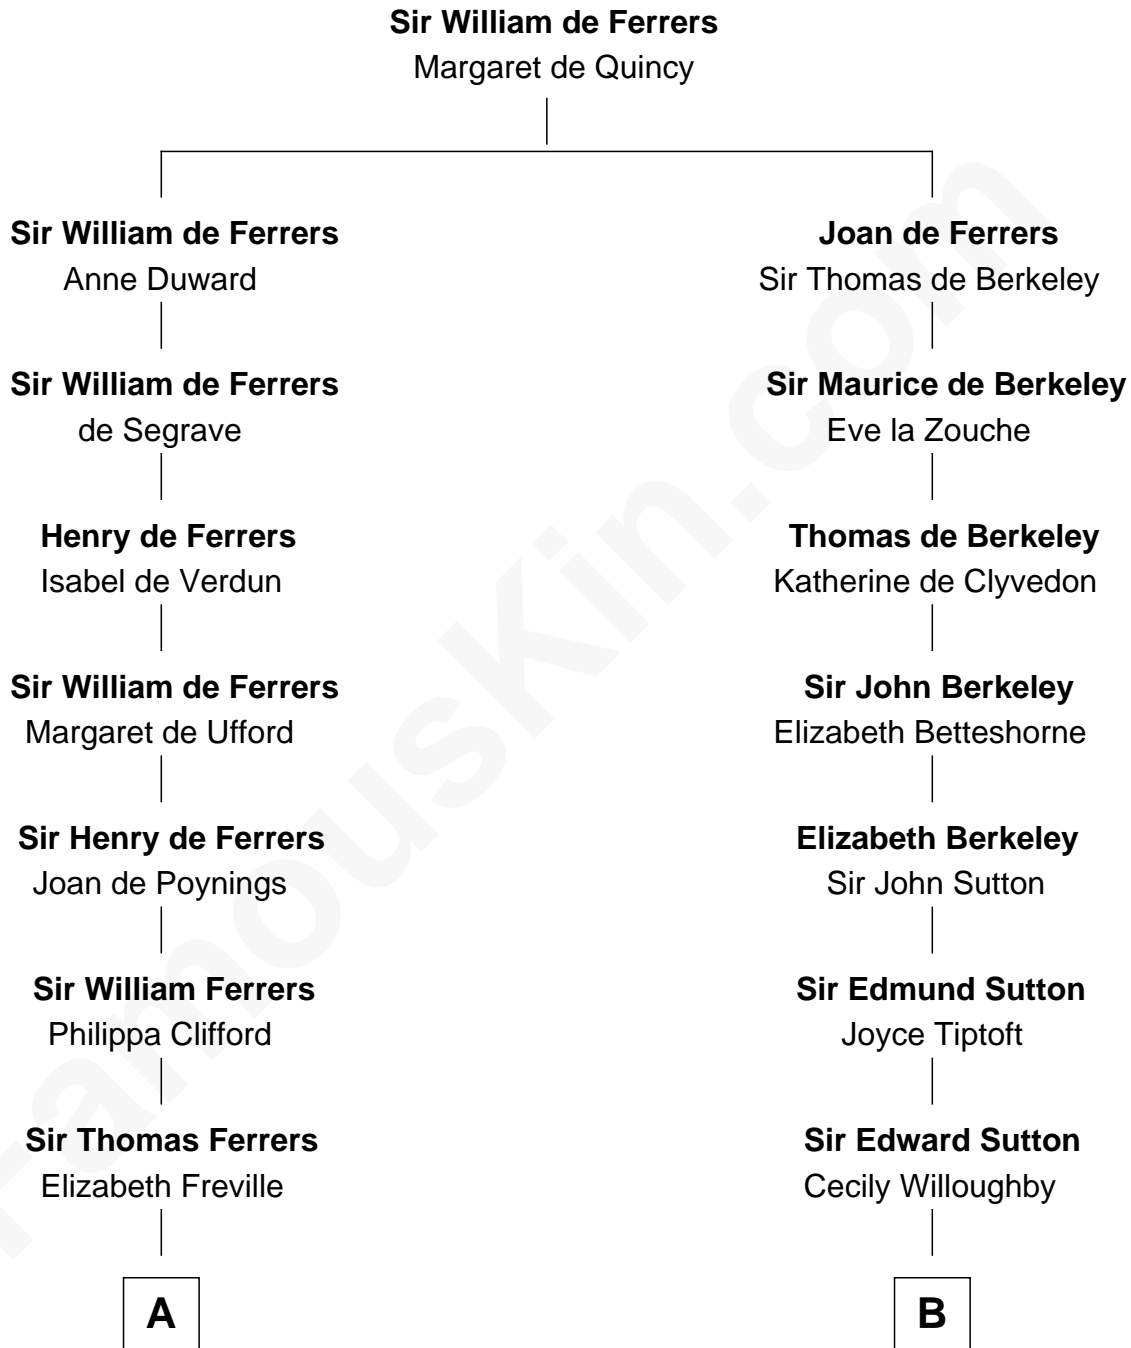 Sir William de Ferrers
Margaret de Quincy
Sir William de Ferrers
Anne Duward
Sir William de Ferrers
de Segrave
Henry de Ferrers
Isabel de Verdun
Sir William de Ferrers
Margaret de Ufford
Sir Henry de Ferrers
Joan de Poynings
Sir William Ferrers
Philippa Clifford
Sir Thomas Ferrers
Elizabeth Freville
A
Joan de Ferrers
Sir Thomas de Berkeley
Sir Maurice de Berkeley
Eve la Zouche
Thomas de Berkeley
Katherine de Clyvedon
Sir John Berkeley
Elizabeth Betteshorne
Elizabeth Berkeley
Sir John Sutton
Sir Edmund Sutton
Joyce Tiptoft
Sir Edward Sutton
Cecily Willoughby
B
FamousKin.com